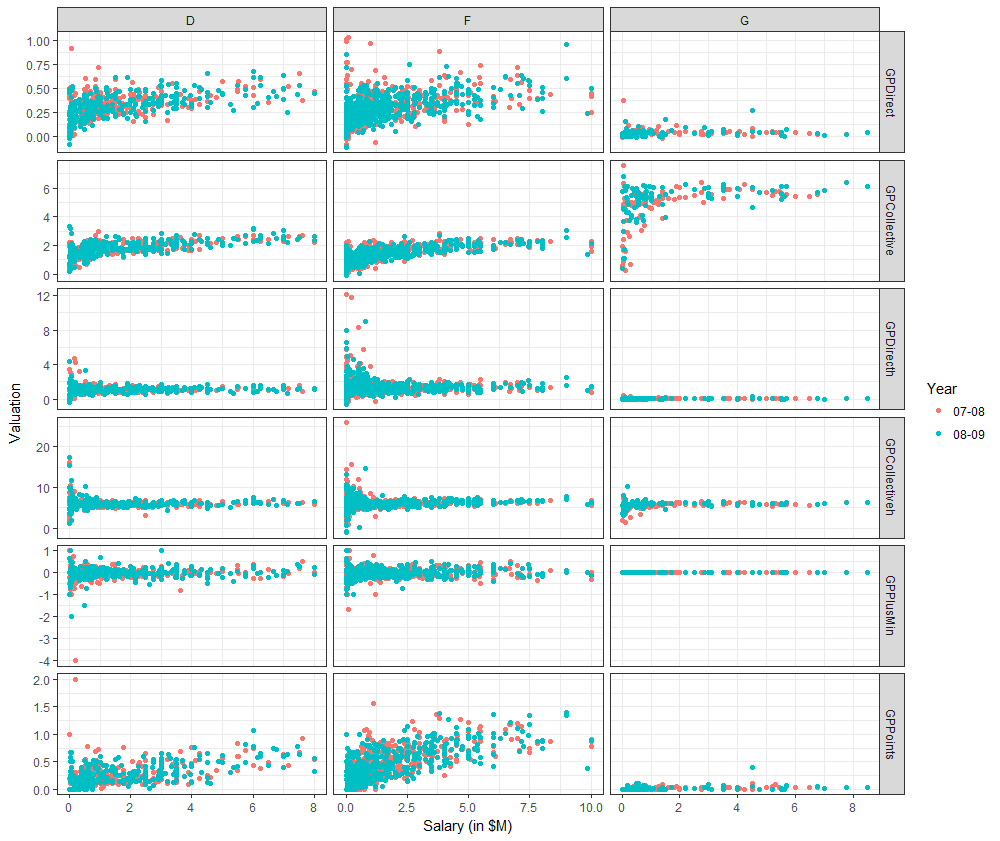 D F G
1.00
0.75
0.50
0.25
0.00
GPDirect
6
4
2
0
GPCollective
12
8
4
0
GPDirecth
20
10
0
GPCollectiveh
1
0
-1
-2
-3
-4
GPPlusMin
2.0
1.5
1.0
0.5
0.0
GPPoints
0 2 4 6 8 0.0 2.5 5.0 7.5 10.0 0 2 4 6 8
Salary (in $M)
Valuation
Year
07-08
08-09